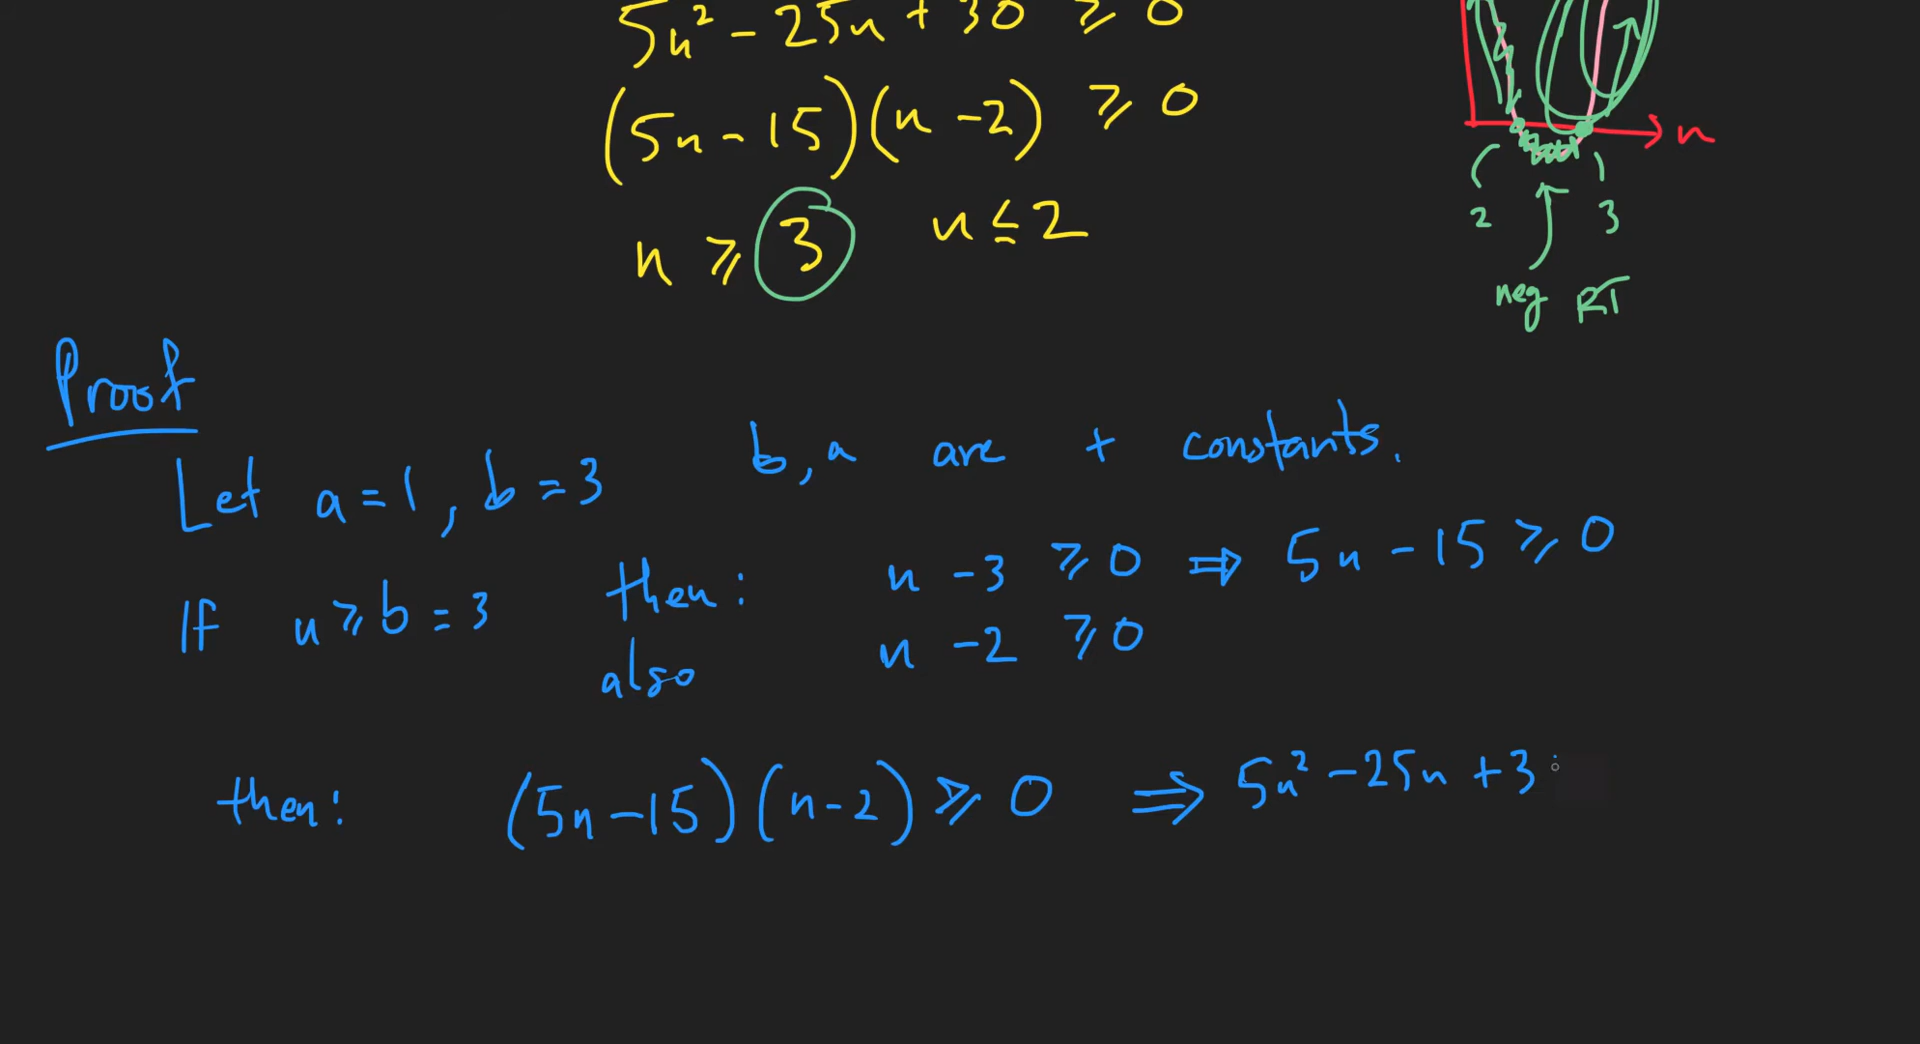 5n² - 25n + 30 ≥ 0
(5n - 15)(n - 2) ≥ 0
n ≥ 3 n ≤ 2
n
2 3
neg RT
Proof
Let a = 1, b = 3 b, a are + constants.
If n ≥ b = 3 then: n - 3 ≥ 0 ⇒ 5n - 15 ≥ 0
also n - 2 ≥ 0
then: (5n - 15)(n - 2) ≥ 0 ⇒ 5n² - 25n + 3